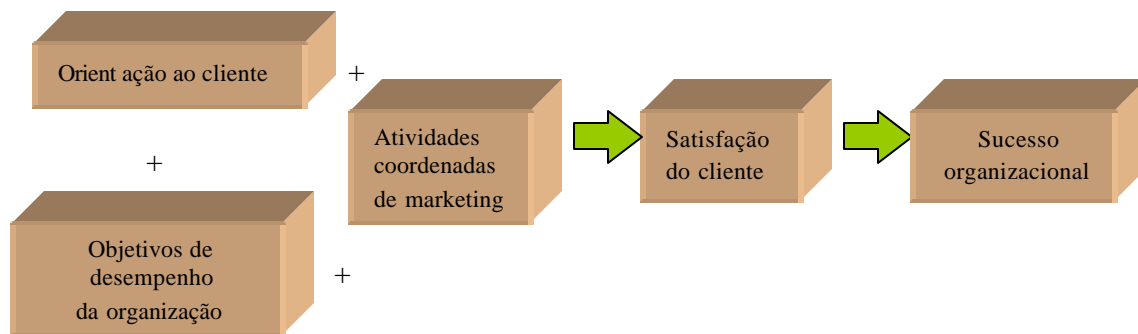 Orient ação ao cliente
+
+
Objetivos de
desempenho
da organização
+
Atividades
coordenadas
de marketing
Satisfação
do cliente
Sucesso
organizacional